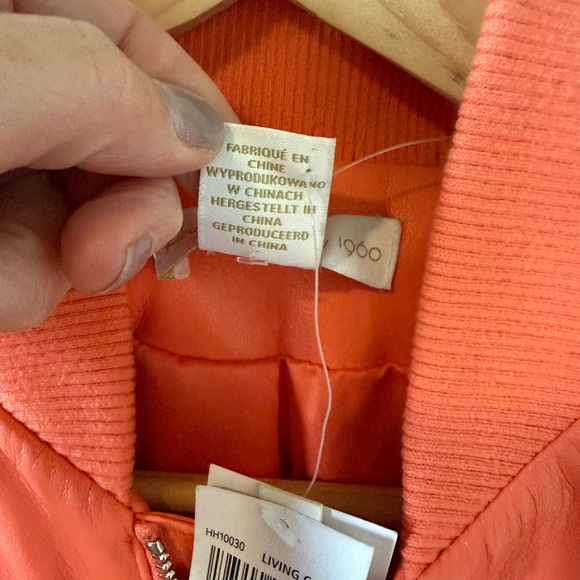 FABRIQUÉ EN
CHINE
WYPRODUKOWANO
W CHINACH
HERGESTELLT IN
CHINA
GEPRODUCEERD
IN CHINA
1960
HH10030
LIVING